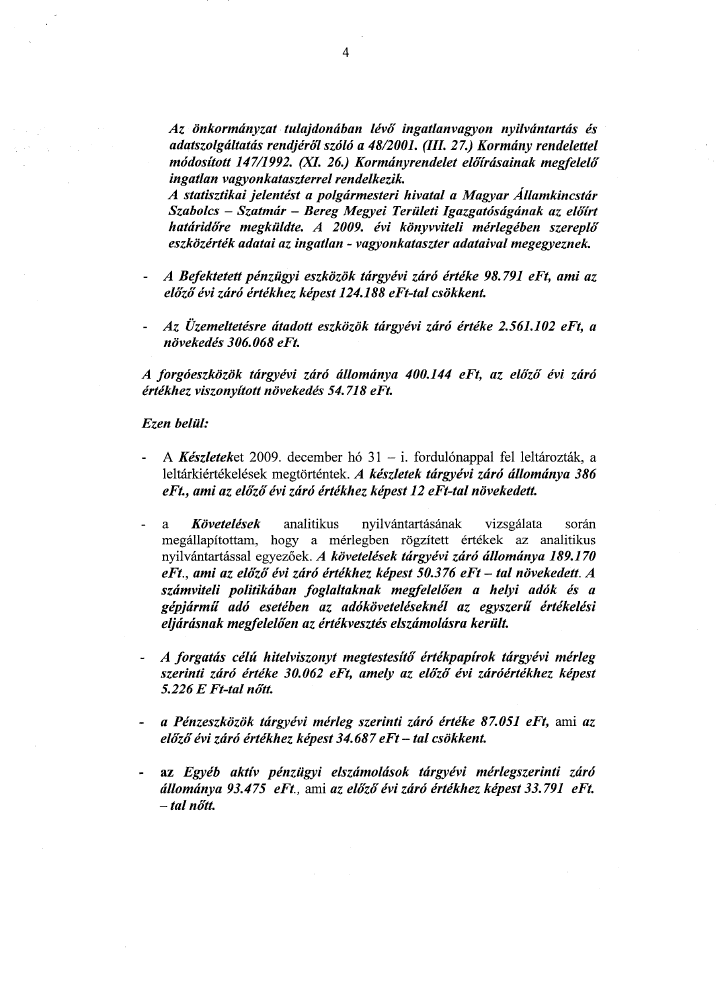 4
Az önkormányzat tulajdonában lévő ingatlanvagyon nyilvántartás és
adatszolgáltatás rendjéről szóló a 48/2001. (III. 27.) Kormány rendelettel
módosított 147/1992. (XI. 26.) Kormányrendelet előírásainak megfelelő
ingatlan vagyonkataszterrel rendelkezik.
A statisztikai jelentést a polgármesteri hivatal a Magyar Államkincstár
Szabolcs – Szatmár – Bereg Megyei Területi Igazgatóságának az előírt
határidőre megküldte. A 2009. évi könyvviteli mérlegében szereplő
eszközérték adatai az ingatlan - vagyonkataszter adataival megegyeznek.
- A Befektetett pénzügyi eszközök tárgyévi záró értéke 98.791 eFt, ami az
előző évi záró értékhez képest 124.188 eFt-tal csökkent.
- Az Üzemeltetésre átadott eszközök tárgyévi záró értéke 2.561.102 eFt, a
növekedés 306.068 eFt.
A forgóeszközök tárgyévi záró állománya 400.144 eFt, az előző évi záró
értékhez viszonyított növekedés 54.718 eFt.
Ezen belül:
- A Készleteket 2009. december hó 31 – i. fordulónappal fel leltározták, a
leltárkiértékelések megtörténtek. A készletek tárgyévi záró állománya 386
eFt., ami az előző évi záró értékhez képest 12 eFt-tal növekedett.
- a Követelések analitikus nyilvántartásának vizsgálata során
megállapítottam, hogy a mérlegben rögzített értékek az analitikus
nyilvántartással egyezőek. A követelések tárgyévi záró állománya 189.170
eFt., ami az előző évi záró értékhez képest 50.376 eFt – tal növekedett. A
számviteli politikában foglaltaknak megfelelően a helyi adók és a
gépjármű adó esetében az adóköveteléseknél az egyszerű értékelési
eljárásnak megfelelően az értékvesztés elszámolásra került.
- A forgatás célú hitelviszonyt megtestesítő értékpapírok tárgyévi mérleg
szerinti záró értéke 30.062 eFt, amely az előző évi záróértékhez képest
5.226 E Ft-tal nőtt.
- a Pénzeszközök tárgyévi mérleg szerinti záró értéke 87.051 eFt, ami az
előző évi záró értékhez képest 34.687 eFt – tal csökkent.
- az Egyéb aktív pénzügyi elszámolások tárgyévi mérlegszerinti záró
állománya 93.475 eFt., ami az előző évi záró értékhez képest 33.791 eFt.
– tal nőtt.